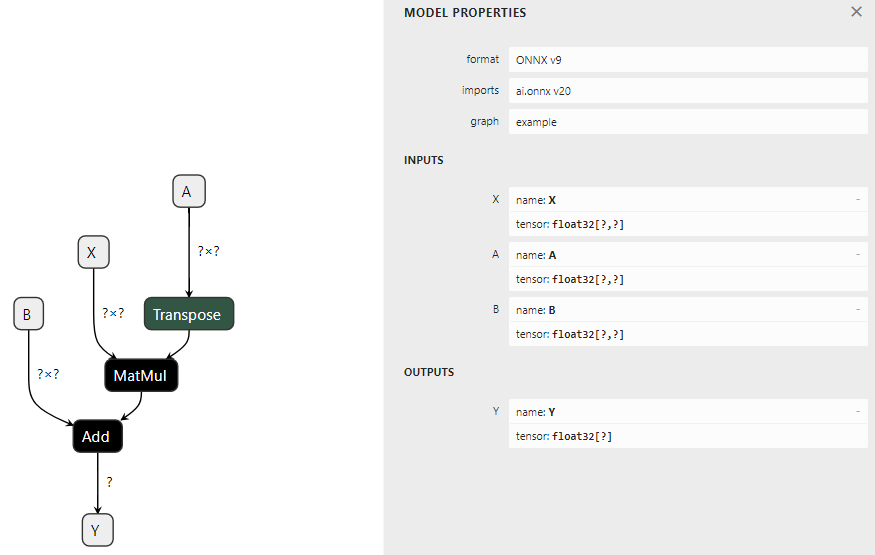 A
?×?
X
?×?
B
?×?
Transpose
MatMul
Add
?
Y
MODEL PROPERTIES
×
format ONNX v9
imports ai.onnx v20
graph example
INPUTS
X name: X -
tensor: float32[?,?]
A name: A -
tensor: float32[?,?]
B name: B -
tensor: float32[?,?]
OUTPUTS
Y name: Y -
tensor: float32[?]